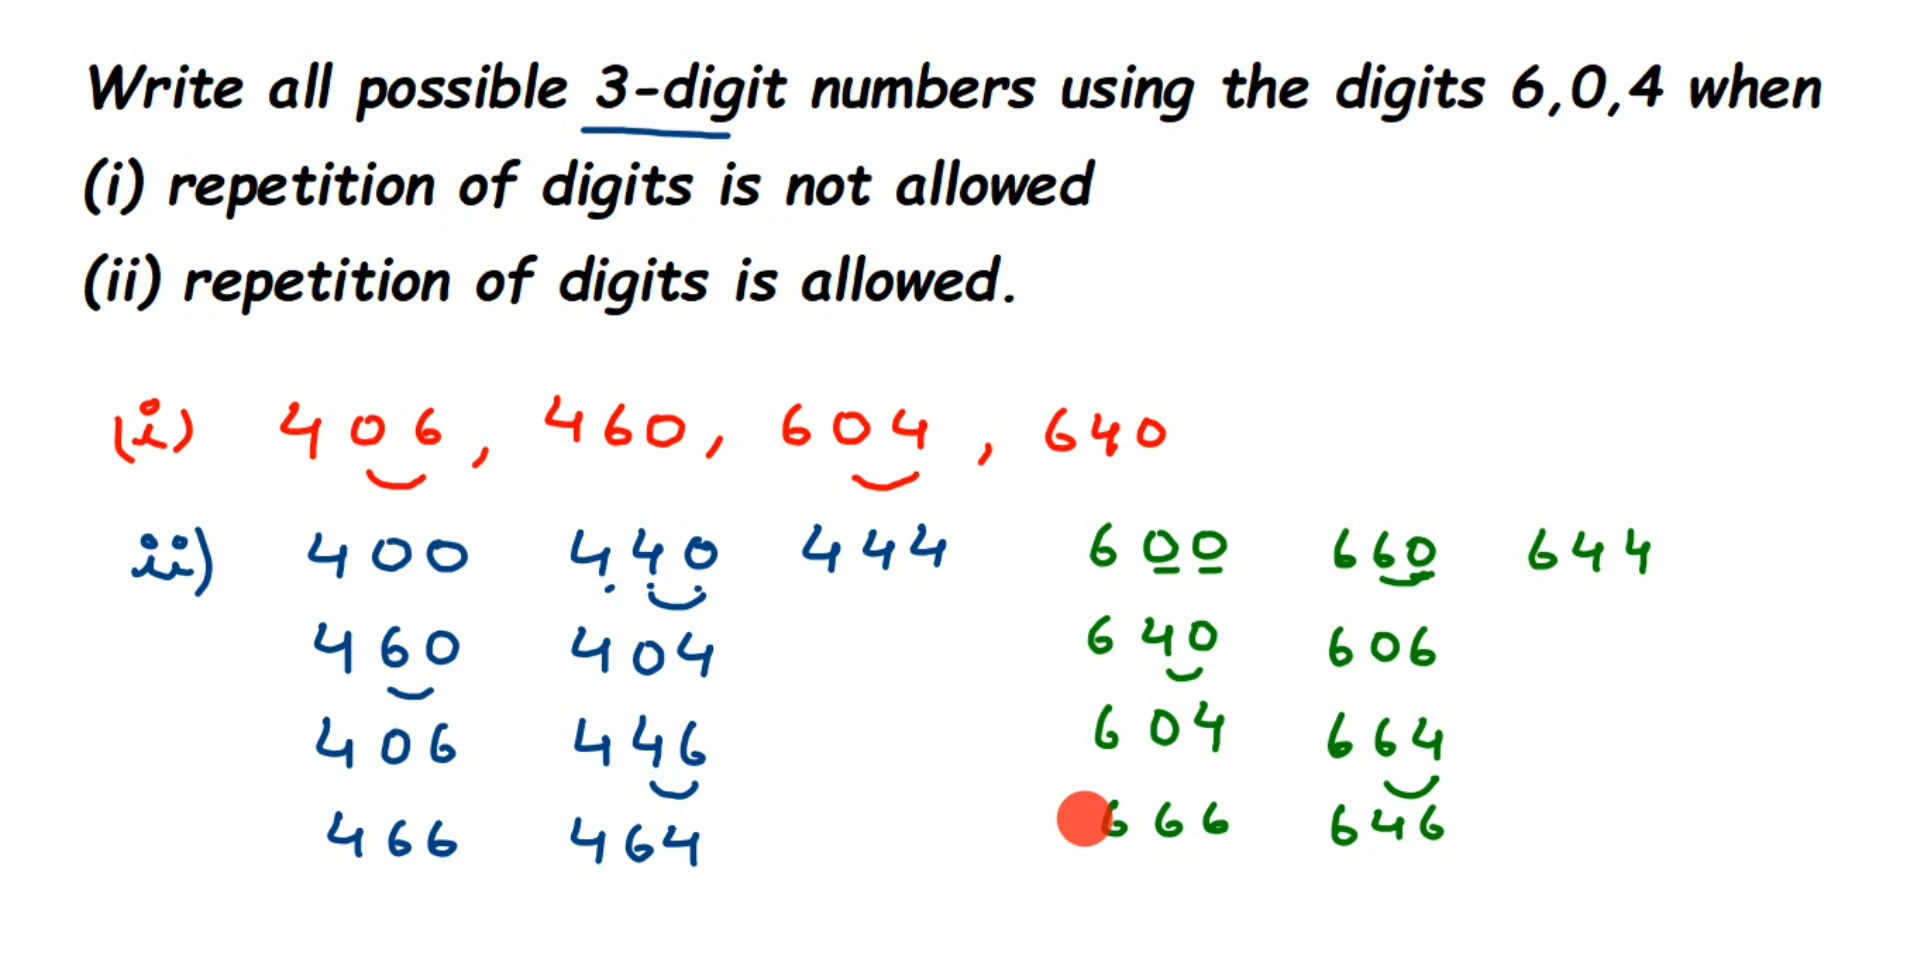 Write all possible 3-digit numbers using the digits 6,0,4 when
(i) repetition of digits is not allowed
(ii) repetition of digits is allowed.
(i) 406, 460, 604, 640
ii) 400 440 444 600 660 644
460 404 640 606
406 446 604 664
466 464 666 646